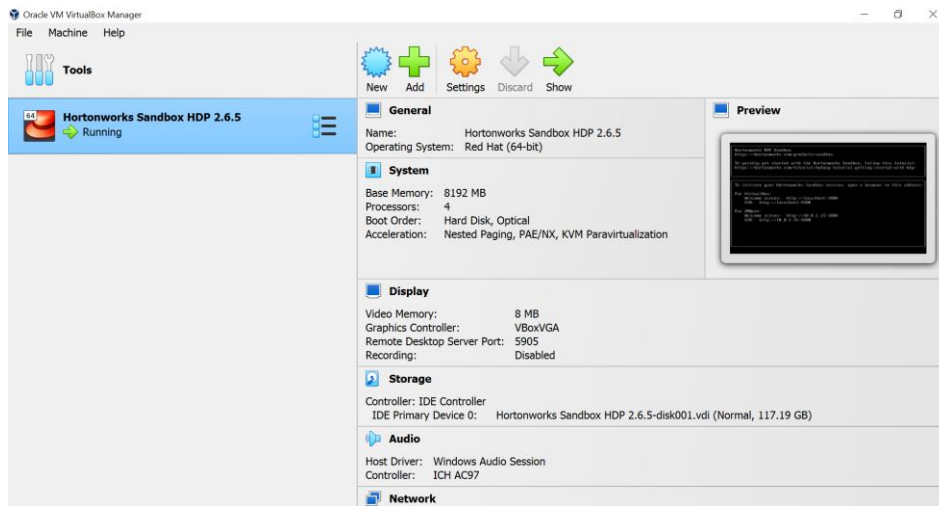 Oracle VM VirtualBox Manager
File Machine Help
Tools
New Add Settings Discard Show
64
Hortonworks Sandbox HDP 2.6.5
Running
General
Name: Hortonworks Sandbox HDP 2.6.5
Operating System: Red Hat (64-bit)
System
Base Memory: 8192 MB
Processors: 4
Boot Order: Hard Disk, Optical
Acceleration: Nested Paging, PAE/NX, KVM Paravirtualization
Preview
Display
Video Memory: 8 MB
Graphics Controller: VBoxVGA
Remote Desktop Server Port: 5905
Recording: Disabled
Storage
Controller: IDE Controller
IDE Primary Device 0: Hortonworks Sandbox HDP 2.6.5-disk001.vdi (Normal, 117.19 GB)
Audio
Host Driver: Windows Audio Session
Controller: ICH AC97
Network